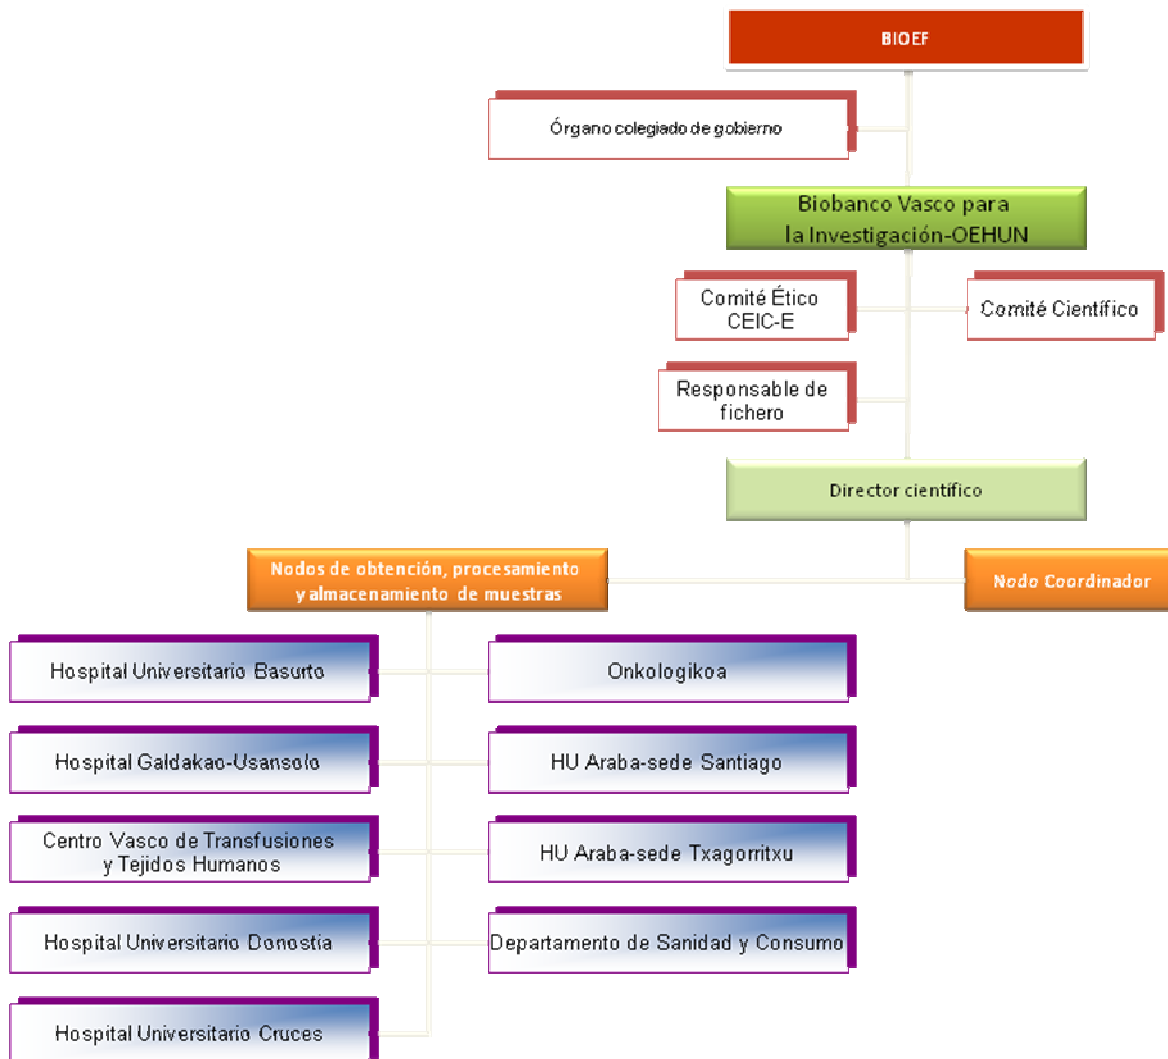 BIOEF
Órgano colegiado de gobierno
Biobanco Vasco para
la Investigación-OEHUN
Comité Ético
CEIC-E
Comité Científico
Responsable de
fichero
Director científico
Nodos de obtención, procesamiento
y almacenamiento de muestras
Nodo Coordinador
Hospital Universitario Basurto
Onkologikoa
Hospital Galdakao-Usansolo
HU Araba-sede Santiago
Centro Vasco de Transfusiones
y Tejidos Humanos
HU Araba-sede Txagorritxu
Hospital Universitario Donostia
Departamento de Sanidad y Consumo
Hospital Universitario Cruces